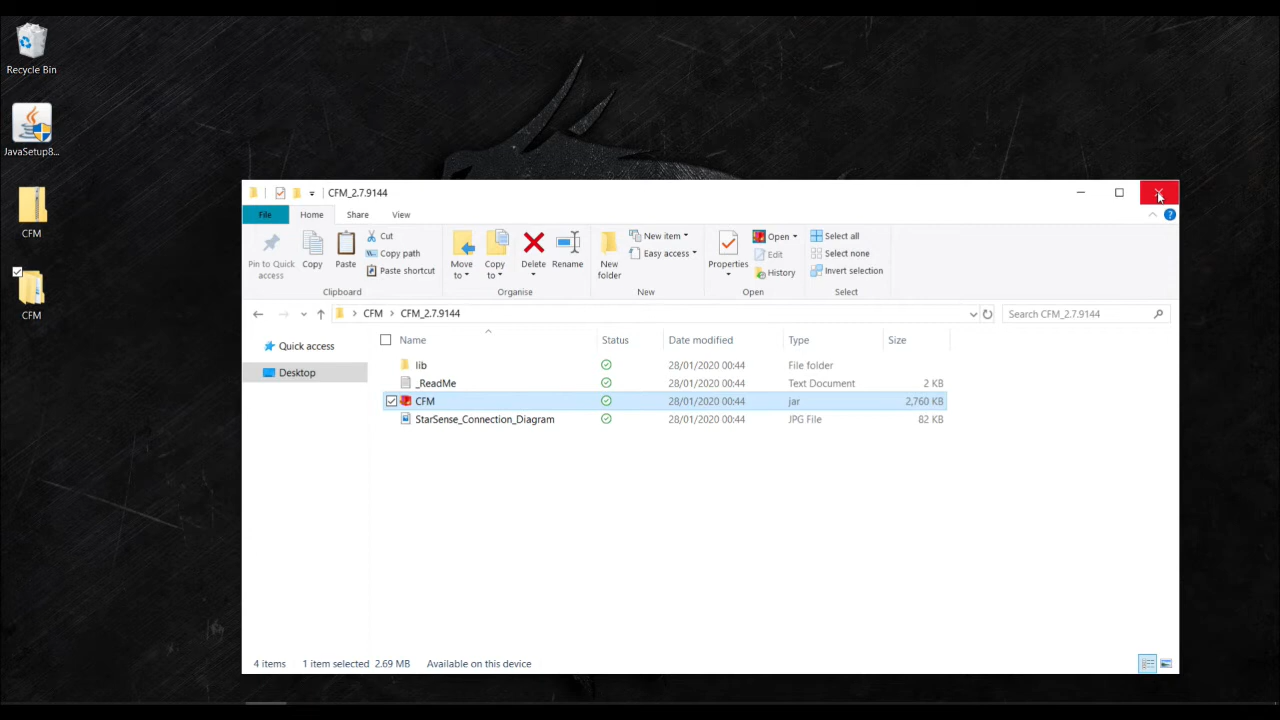 Recycle Bin
JavaSetup8...
CFM
CFM
CFM_2.7.9144
File Home Share View
Pin to Quick access
Copy
Paste
Cut
Copy path
Paste shortcut
Clipboard
Move to
Copy to
Delete
Rename
Organise
New folder
New item
Easy access
New
Properties
Open
Edit
History
Open
Select all
Select none
Invert selection
Select
CFM > CFM_2.7.9144
Search CFM_2.7.9144
Quick access
Desktop
Name Status Date modified Type Size
lib 28/01/2020 00:44 File folder
_ReadMe 28/01/2020 00:44 Text Document 2 KB
CFM 28/01/2020 00:44 jar 2,760 KB
StarSense_Connection_Diagram 28/01/2020 00:44 JPG File 82 KB
4 items 1 item selected 2.69 MB Available on this device